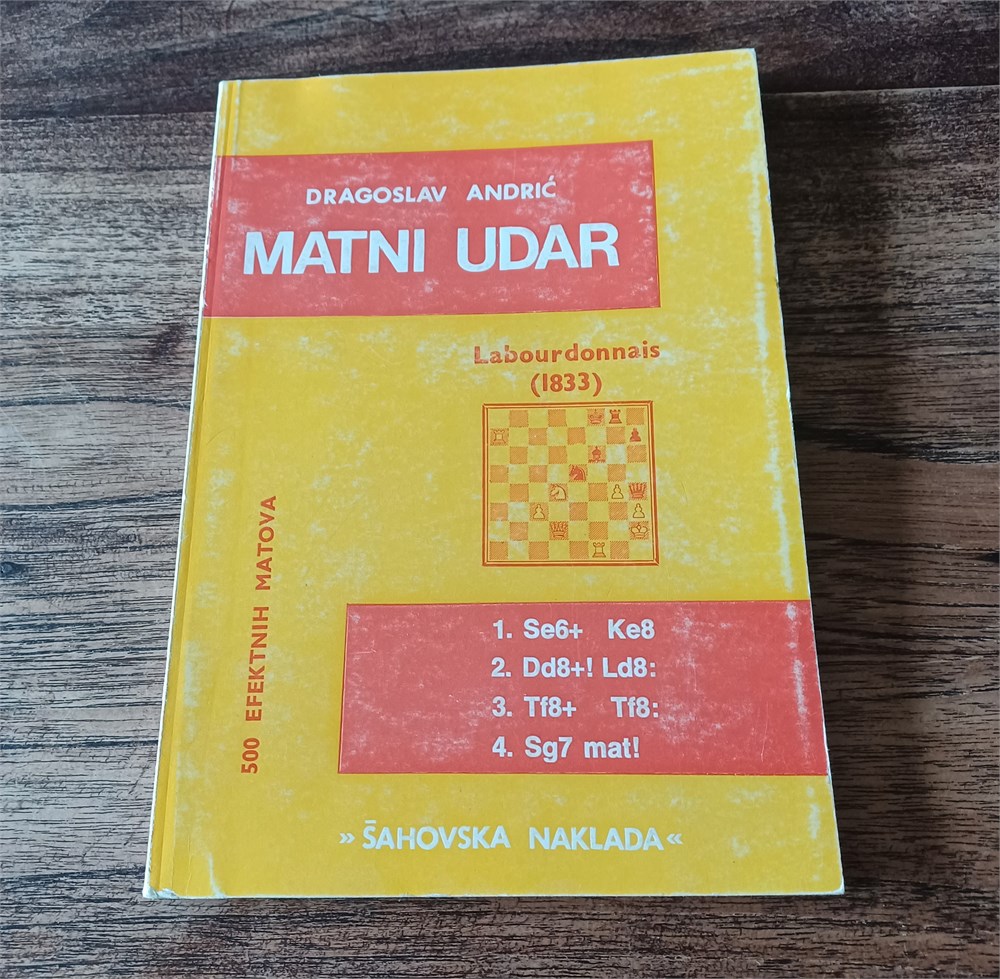 DRAGOSLAV ANDRIĆ
MATNI UDAR
Labourdonnais
(1833)
500 EFEKTNIH MATOVA
1. Se6+ Ke8
2. Dd8+! Ld8:
3. Tf8+ Tf8:
4. Sg7 mat!
»ŠAHOVSKA NAKLADA«